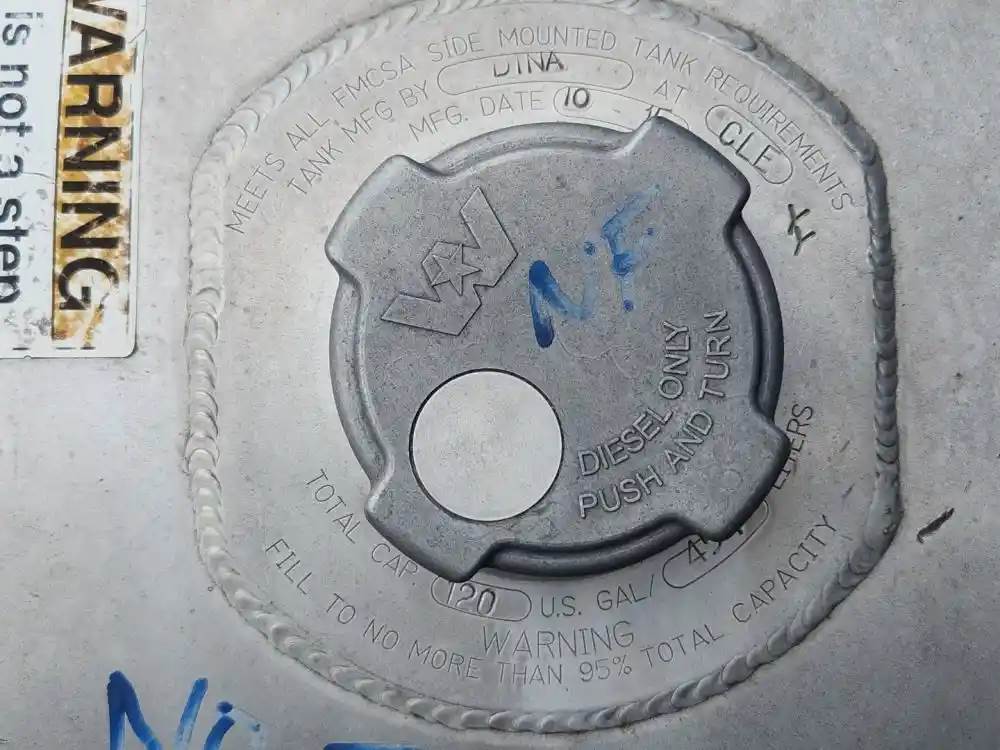 WARNING
is not a step
MEETS ALL FMCSA SIDE MOUNTED TANK REQUIREMENTS
TANK MFG BY DINA AT CLE
MFG. DATE 10 - 15
N.F.
DIESEL ONLY
PUSH AND TURN
TOTAL CAP. 120 U.S. GAL/ LITERS
WARNING
FILL TO NO MORE THAN 95% TOTAL CAPACITY